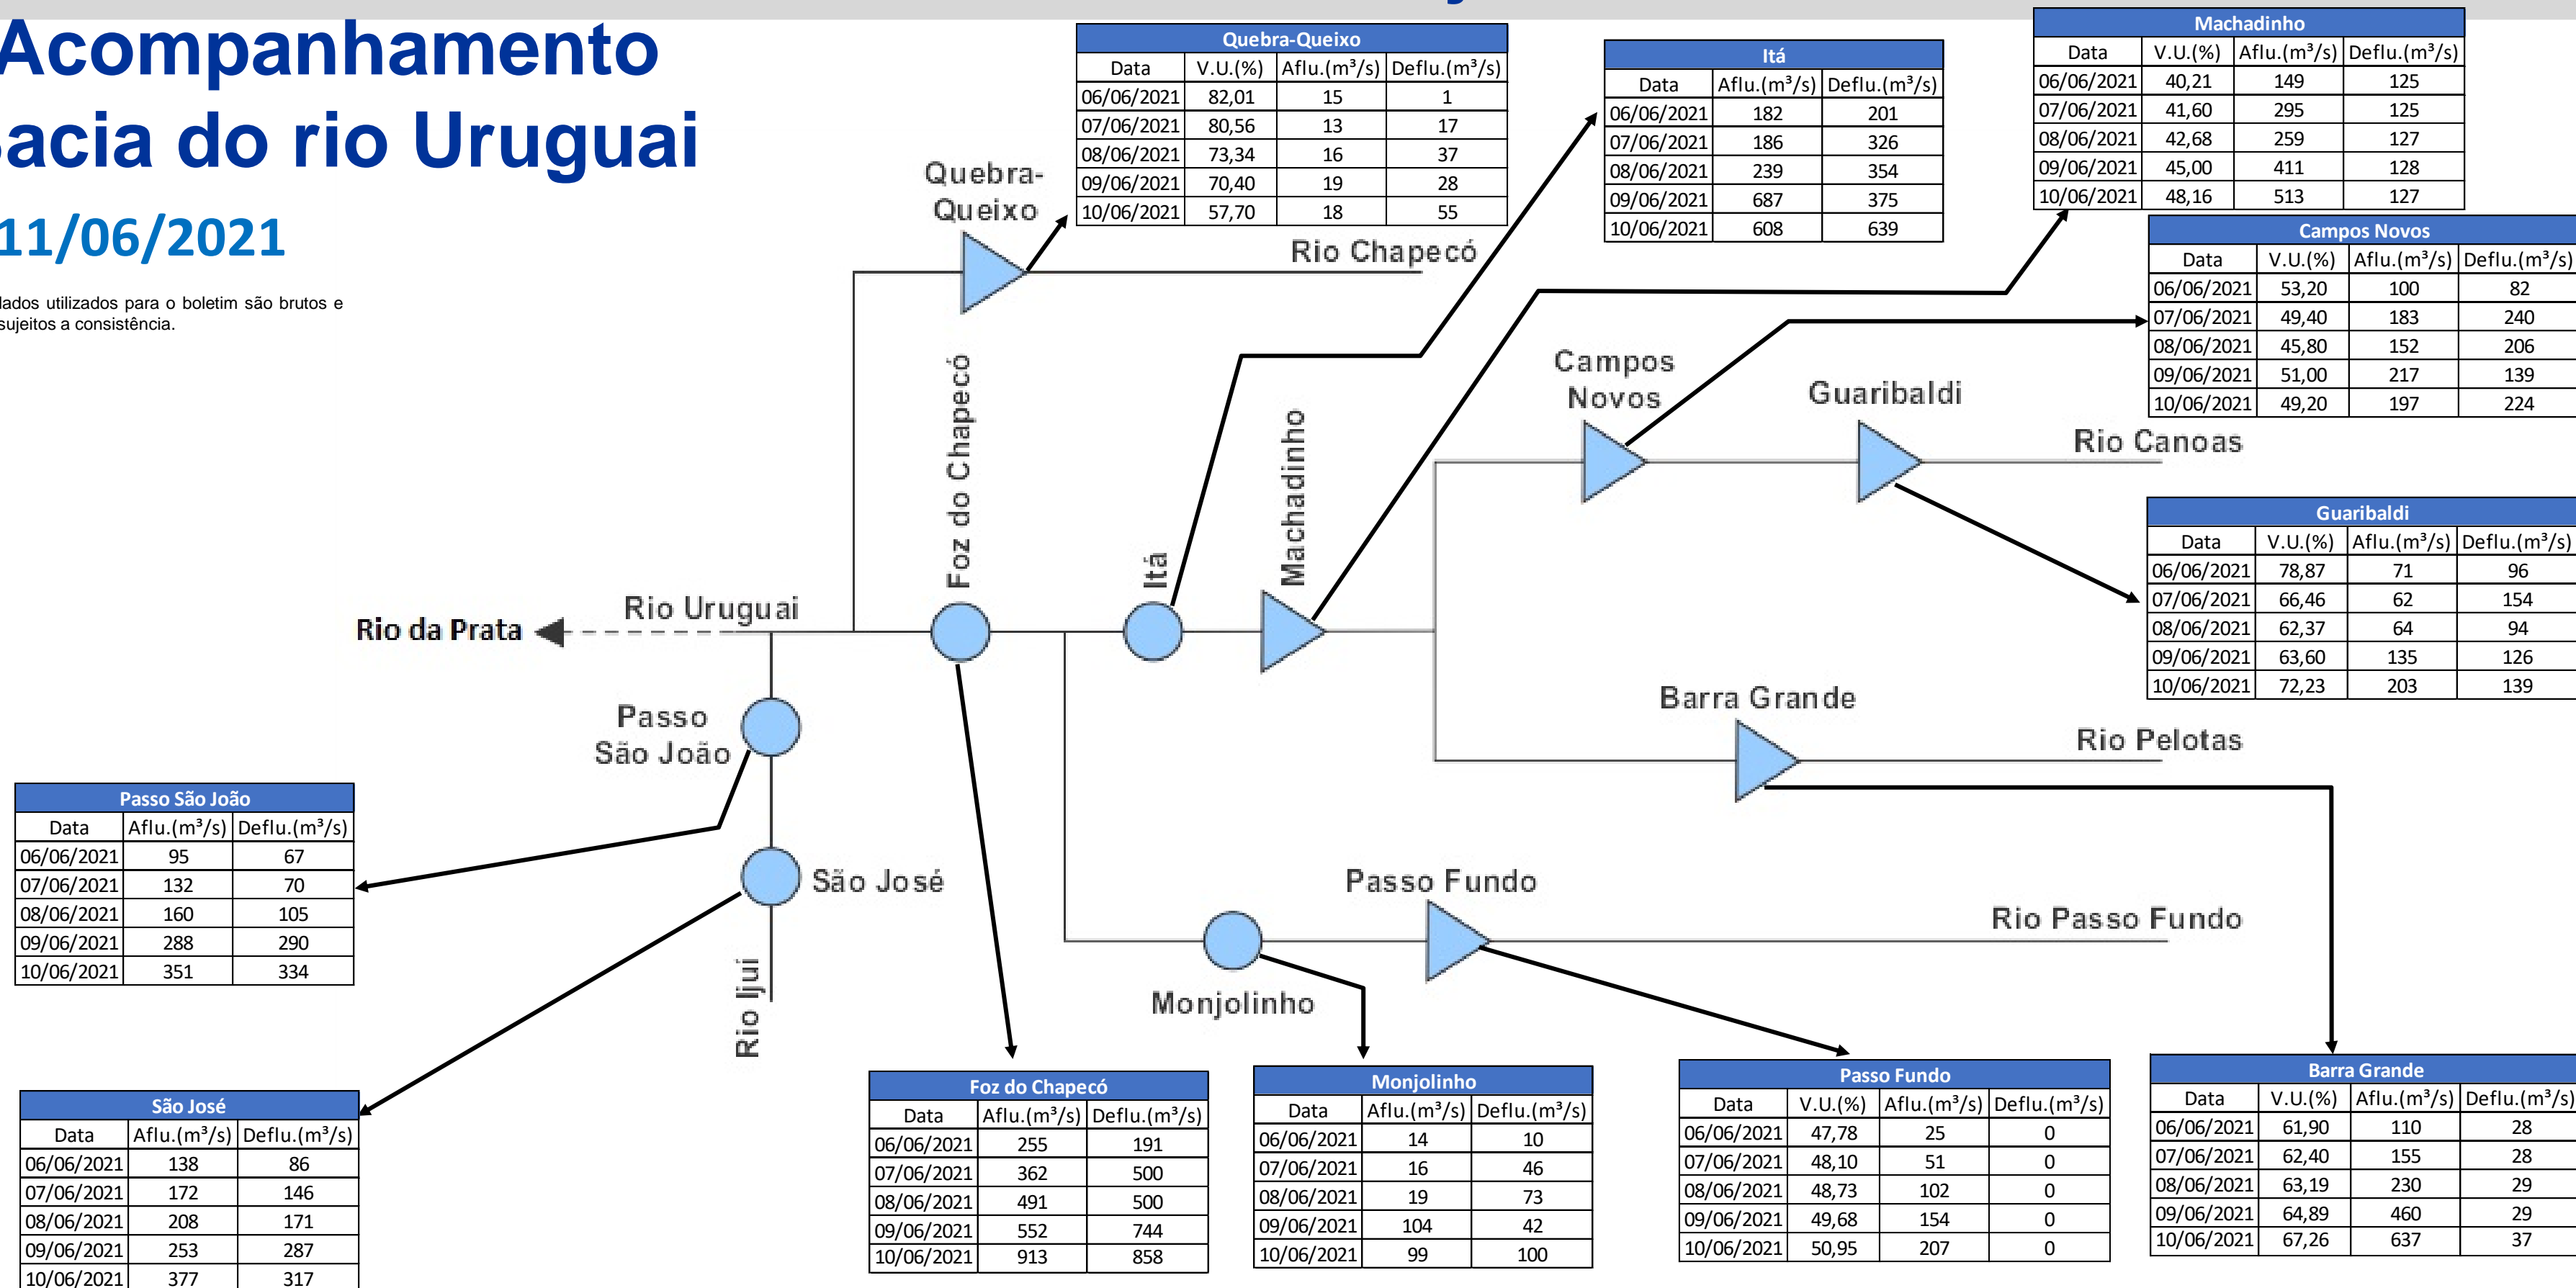 Acompanhamento
acia do rio Uruguai
11/06/2021
dados utilizados para o boletim são brutos e
sujeitos a consistência.
Quebra-Queixo
Data V.U.(%) Aflu.(m³/s) Deflu.(m³/s)
06/06/2021 82,01 15 1
07/06/2021 80,56 13 17
08/06/2021 73,34 16 37
09/06/2021 70,40 19 28
10/06/2021 57,70 18 55
Itá
Data Aflu.(m³/s) Deflu.(m³/s)
06/06/2021 182 201
07/06/2021 186 326
08/06/2021 239 354
09/06/2021 687 375
10/06/2021 608 639
Machadinho
Data V.U.(%) Aflu.(m³/s) Deflu.(m³/s)
06/06/2021 40,21 149 125
07/06/2021 41,60 295 125
08/06/2021 42,68 259 127
09/06/2021 45,00 411 128
10/06/2021 48,16 513 127
Campos Novos
Data V.U.(%) Aflu.(m³/s) Deflu.(m³/s)
06/06/2021 53,20 100 82
07/06/2021 49,40 183 240
08/06/2021 45,80 152 206
09/06/2021 51,00 217 139
10/06/2021 49,20 197 224
Quebra-
Queixo
Rio Chapecó
Foz do Chapecó
Itá
Machadinho
Campos
Novos
Guaribaldi
Rio Canoas
Guaribaldi
Data V.U.(%) Aflu.(m³/s) Deflu.(m³/s)
06/06/2021 78,87 71 96
07/06/2021 66,46 62 154
08/06/2021 62,37 64 94
09/06/2021 63,60 135 126
10/06/2021 72,23 203 139
Rio da Prata
Rio Uruguai
Passo
São João
Barra Grande
Rio Pelotas
São José
Rio Ijui
Passo Fundo
Rio Passo Fundo
Monjolinho
Passo São João
Data Aflu.(m³/s) Deflu.(m³/s)
06/06/2021 95 67
07/06/2021 132 70
08/06/2021 160 105
09/06/2021 288 290
10/06/2021 351 334
São José
Data Aflu.(m³/s) Deflu.(m³/s)
06/06/2021 138 86
07/06/2021 172 146
08/06/2021 208 171
09/06/2021 253 287
10/06/2021 377 317
Foz do Chapecó
Data Aflu.(m³/s) Deflu.(m³/s)
06/06/2021 255 191
07/06/2021 362 500
08/06/2021 491 500
09/06/2021 552 744
10/06/2021 913 858
Monjolinho
Data Aflu.(m³/s) Deflu.(m³/s)
06/06/2021 14 10
07/06/2021 16 46
08/06/2021 19 73
09/06/2021 104 42
10/06/2021 99 100
Passo Fundo
Data V.U.(%) Aflu.(m³/s) Deflu.(m³/s)
06/06/2021 47,78 25 0
07/06/2021 48,10 51 0
08/06/2021 48,73 102 0
09/06/2021 49,68 154 0
10/06/2021 50,95 207 0
Barra Grande
Data V.U.(%) Aflu.(m³/s) Deflu.(m³/s)
06/06/2021 61,90 110 28
07/06/2021 62,40 155 28
08/06/2021 63,19 230 29
09/06/2021 64,89 460 29
10/06/2021 67,26 637 37